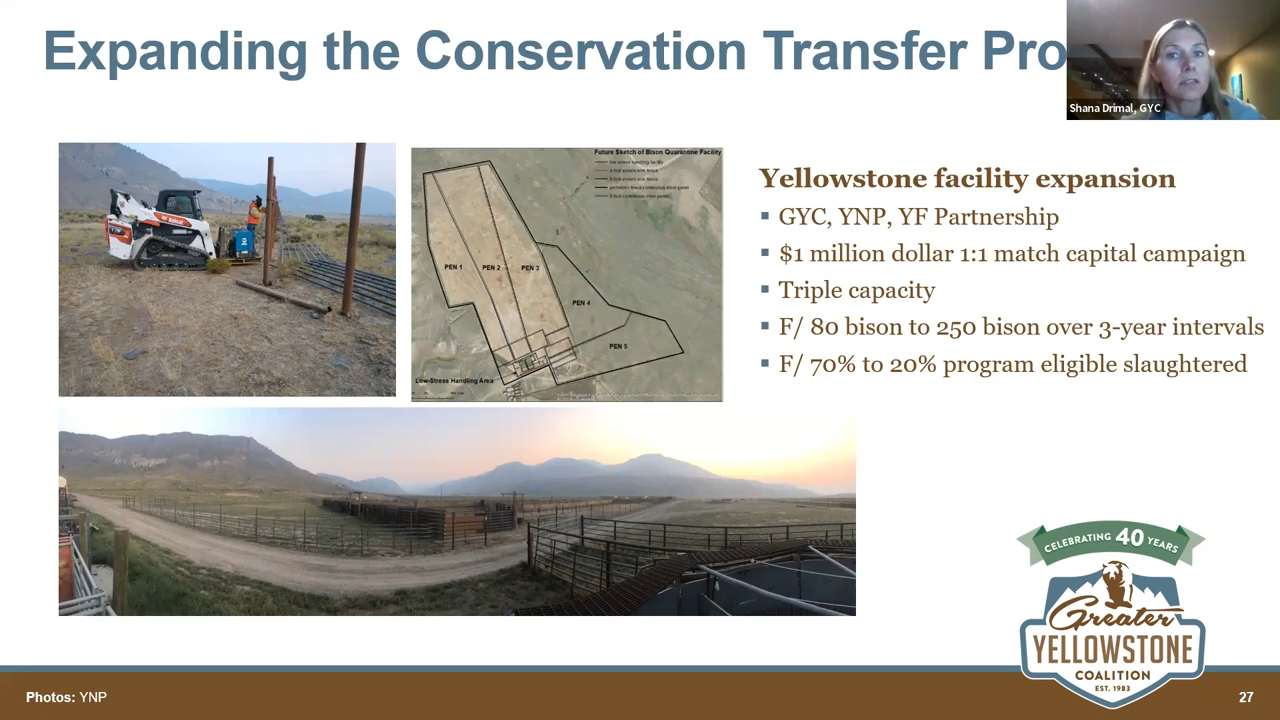 Expanding the Conservation Transfer Pro
Shana Drimal, GYC
Future Sketch of Bison Quarantine Facility
PEN 1
PEN 2
PEN 3
PEN 4
PEN 5
Low-Stress Handling Area
Yellowstone facility expansion
▪ GYC, YNP, YF Partnership
▪ $1 million dollar 1:1 match capital campaign
▪ Triple capacity
▪ F/ 80 bison to 250 bison over 3-year intervals
▪ F/ 70% to 20% program eligible slaughtered
CELEBRATING 40 YEARS
Greater
YELLOWSTONE
COALITION
EST. 1983
Photos: YNP
27